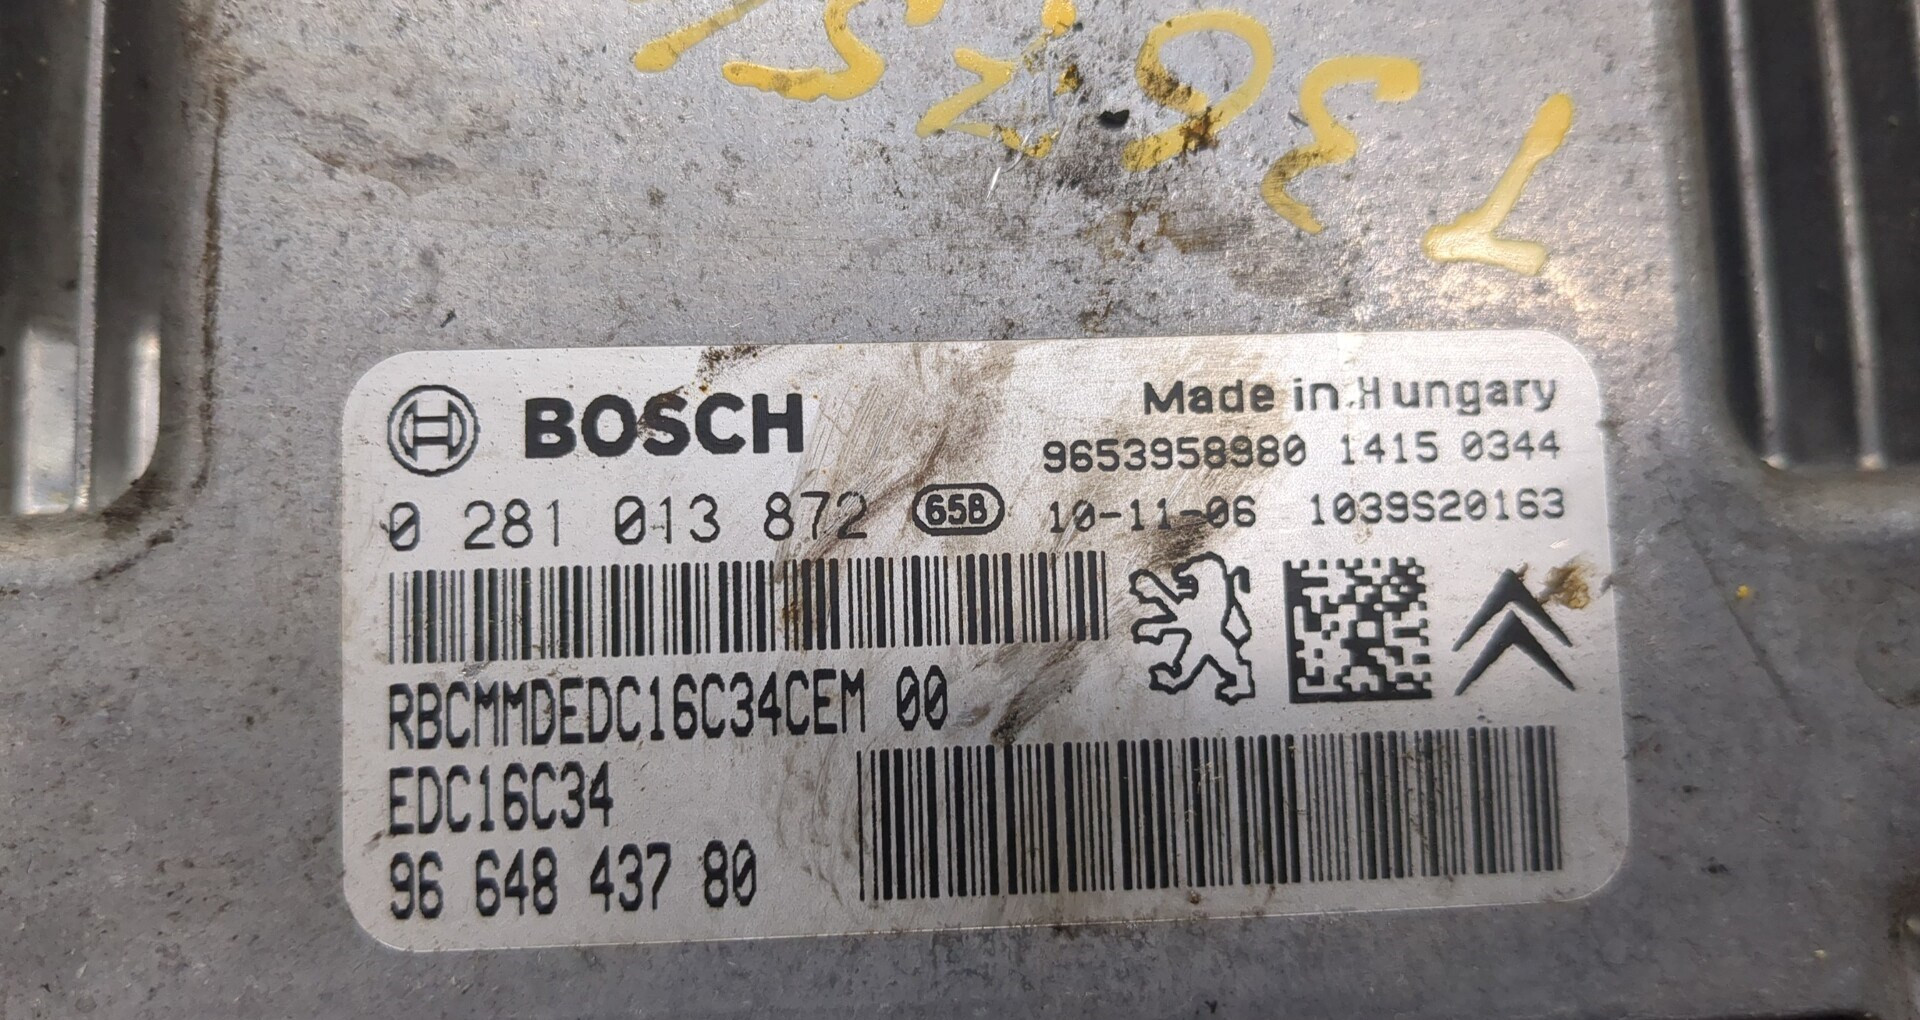 BOSCH
Made in Hungary
9653958980 1415 0344
0 281 013 872 65B 10-11-06 1039S20163
RBCMMDEDC16C34CEM 00
EDC16C34
96 648 437 80